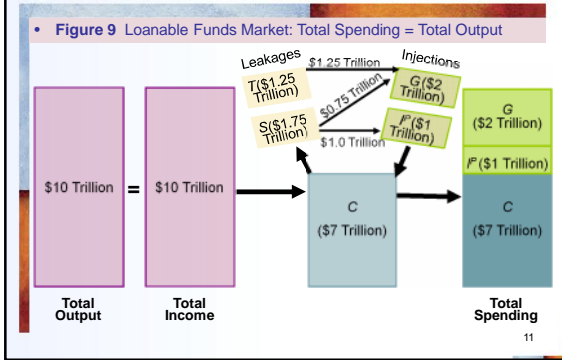 • Figure 9 Loanable Funds Market: Total Spending = Total Output
Leakages
$1.25 Trillion
Injections
T($1.25
Trillion)
$0.75 Trillion
G($2
Trillion)
S($1.75
Trillion)
$1.0 Trillion
IP($1
Trillion)
$10 Trillion
=
$10 Trillion
C
($7 Trillion)
G
($2 Trillion)
IP($1 Trillion)
C
($7 Trillion)
Total
Output
Total
Income
Total
Spending
11